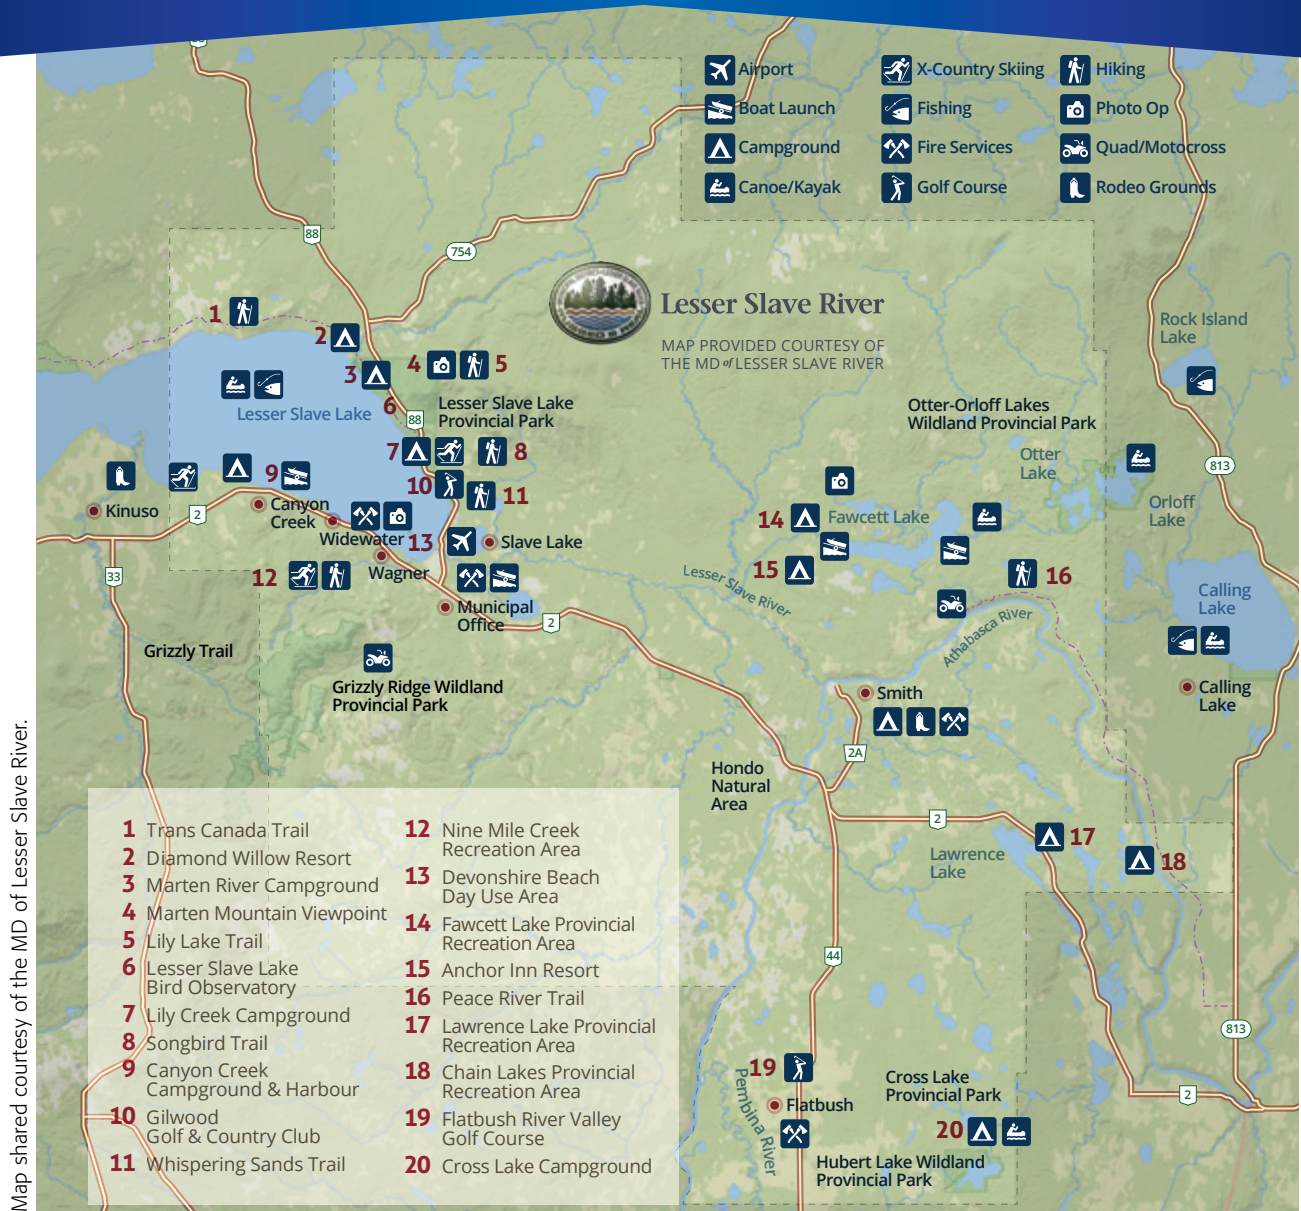 Airport
Boat Launch
Campground
Canoe/Kayak
X-Country Skiing
Fishing
Fire Services
Golf Course
Hiking
Photo Op
Quad/Motocross
Rodeo Grounds
88
754
Lesser Slave River
MAP PROVIDED COURTESY OF
THE MD of LESSER SLAVE RIVER
1
2
3
4
5
6
88
Lesser Slave Lake
Lesser Slave Lake
Provincial Park
7
8
9
10
11
Kinuso
2
Canyon
Creek
Widewater
13
Slave Lake
Wagner
12
33
Municipal
Office
2
Grizzly Trail
Grizzly Ridge Wildland
Provincial Park
Rock Island
Lake
Otter-Orloff Lakes
Wildland Provincial Park
Otter
Lake
813
Orloff
Lake
14
Fawcett Lake
15
16
Lesser Slave River
Athabasca River
Calling
Lake
Calling
Lake
Smith
2A
Hondo
Natural
Area
2
17
18
Lawrence
Lake
44
813
2
19
Flatbush
Pembina River
Cross Lake
Provincial Park
20
Hubert Lake Wildland
Provincial Park
1 Trans Canada Trail
2 Diamond Willow Resort
3 Marten River Campground
4 Marten Mountain Viewpoint
5 Lily Lake Trail
6 Lesser Slave Lake
Bird Observatory
7 Lily Creek Campground
8 Songbird Trail
9 Canyon Creek
Campground & Harbour
10 Gilwood
Golf & Country Club
11 Whispering Sands Trail
12 Nine Mile Creek
Recreation Area
13 Devonshire Beach
Day Use Area
14 Fawcett Lake Provincial
Recreation Area
15 Anchor Inn Resort
16 Peace River Trail
17 Lawrence Lake Provincial
Recreation Area
18 Chain Lakes Provincial
Recreation Area
19 Flatbush River Valley
Golf Course
20 Cross Lake Campground
Map shared courtesy of the MD of Lesser Slave River.